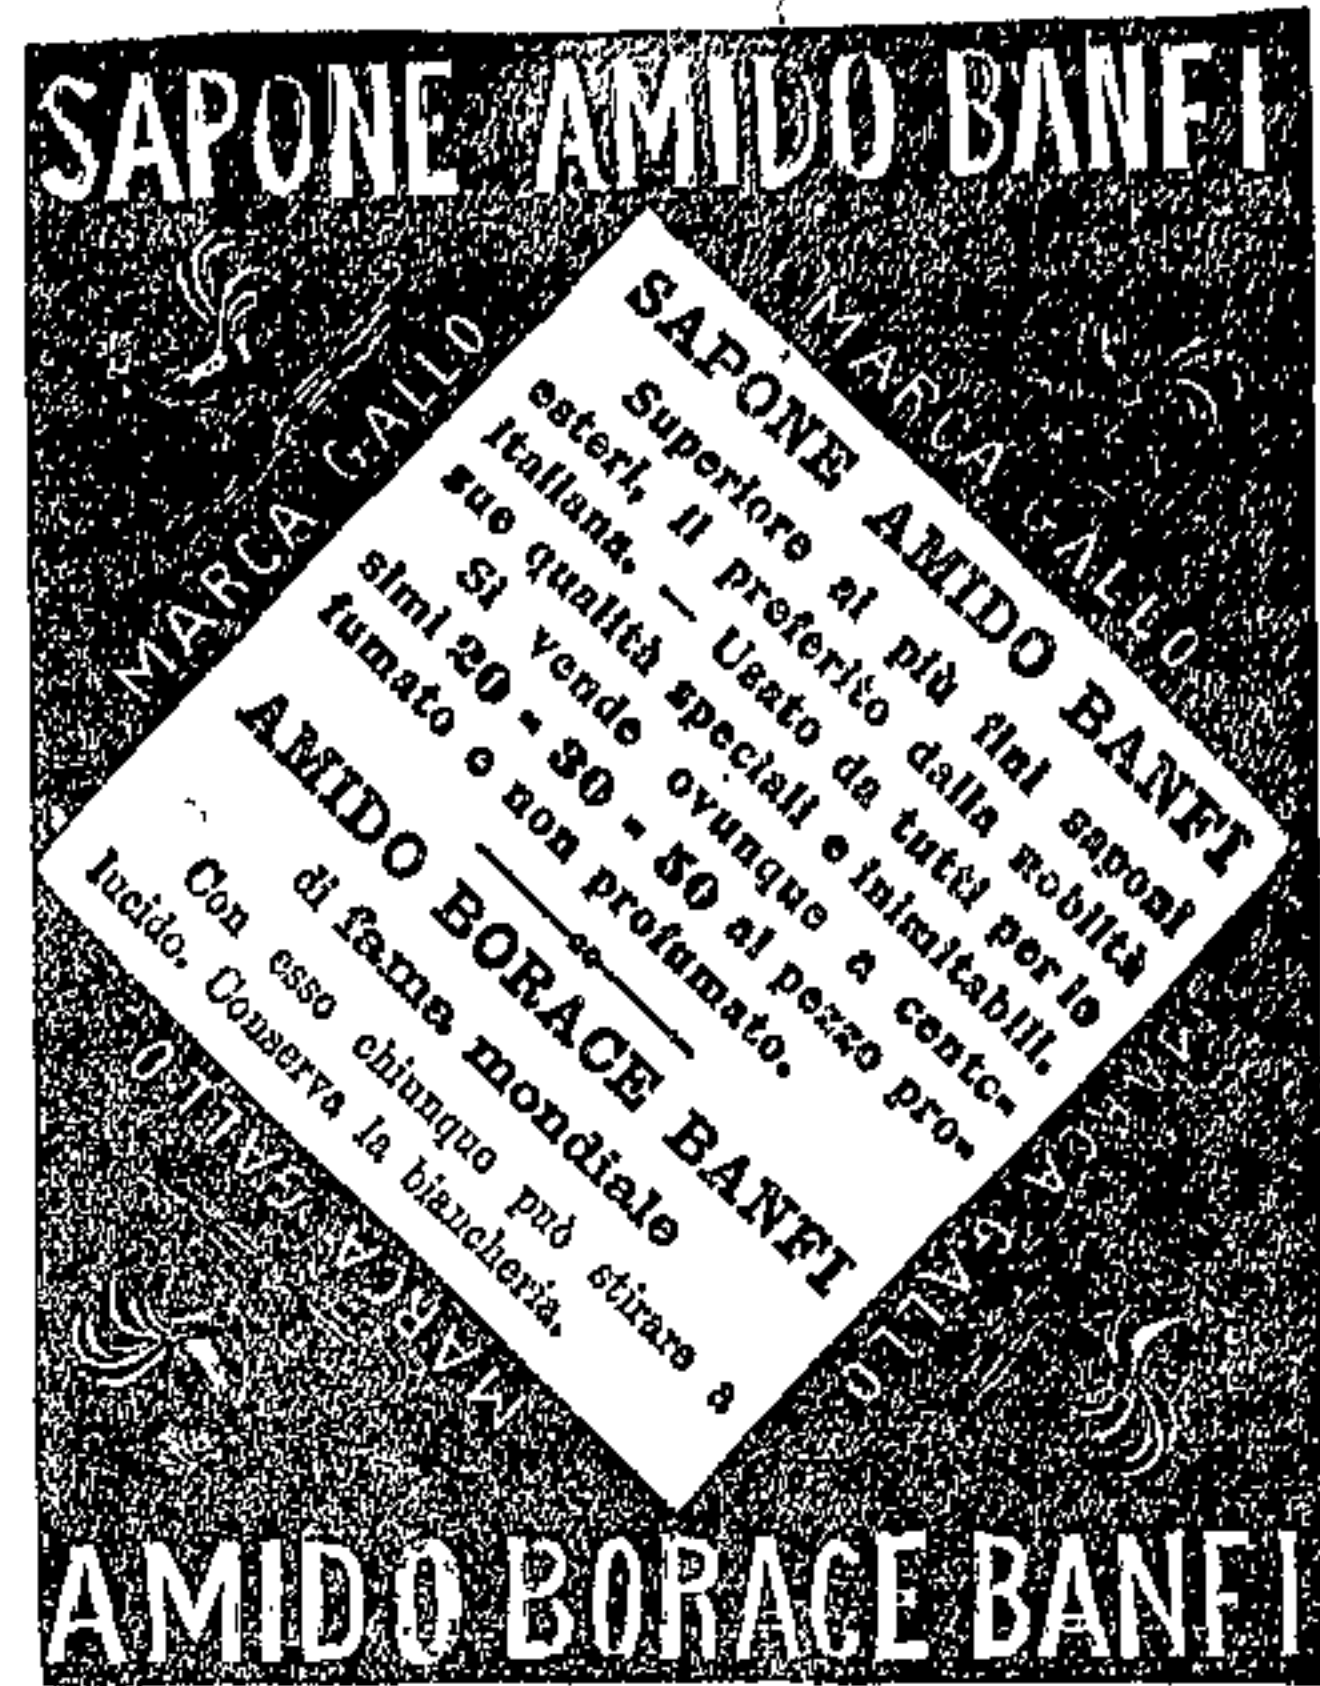 SAPONE AMIDO BANFI
MARCA GALLO
MARCA GALLO
SAPONE AMIDO BANFI
Superiore ai più fini saponi
esteri, il preferito dalla nobiltà
italiana. — Usato da tutti per le
sue qualità speciali e inimitabili.
Si vende ovunque a cente-
simi 20 - 30 - 50 al pezzo pro-
fumato e non profumato.
AMIDO BORACE BANFI
di fama mondiale
Con esso chiunque può stirare a
lucido. Conserva la biancheria.
MARCA GALLO
MARCA GALLO
AMIDO BORACE BANFI